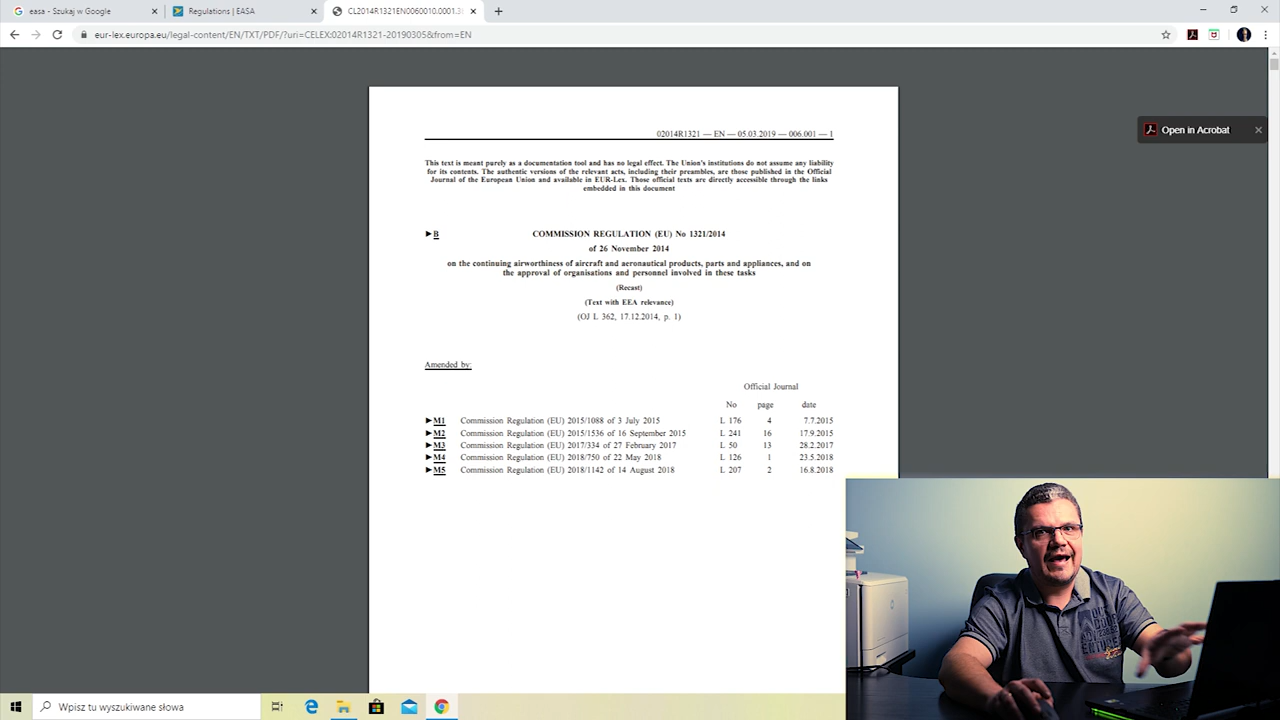 easa - Szukaj w Google
Regulations | EASA
CL2014R1321EN0060010.0001.3
eur-lex.europa.eu/legal-content/EN/TXT/PDF/?uri=CELEX:02014R1321-20190305&from=EN
Open in Acrobat
02014R1321 — EN — 05.03.2019 — 006.001 — 1
This text is meant purely as a documentation tool and has no legal effect. The Union's institutions do not assume any liability
for its contents. The authentic versions of the relevant acts, including their preambles, are those published in the Official
Journal of the European Union and available in EUR-Lex. Those official texts are directly accessible through the links
embedded in this document
►B COMMISSION REGULATION (EU) No 1321/2014
of 26 November 2014
on the continuing airworthiness of aircraft and aeronautical products, parts and appliances, and on
the approval of organisations and personnel involved in these tasks
(Recast)
(Text with EEA relevance)
(OJ L 362, 17.12.2014, p. 1)
Amended by:
Official Journal
No page date
►M1 Commission Regulation (EU) 2015/1088 of 3 July 2015 L 176 4 7.7.2015
►M2 Commission Regulation (EU) 2015/1536 of 16 September 2015 L 241 16 17.9.2015
►M3 Commission Regulation (EU) 2017/334 of 27 February 2017 L 50 13 28.2.2017
►M4 Commission Regulation (EU) 2018/750 of 22 May 2018 L 126 1 23.5.2018
►M5 Commission Regulation (EU) 2018/1142 of 14 August 2018 L 207 2 16.8.2018
Wpisz tu wyszukiwane słowa